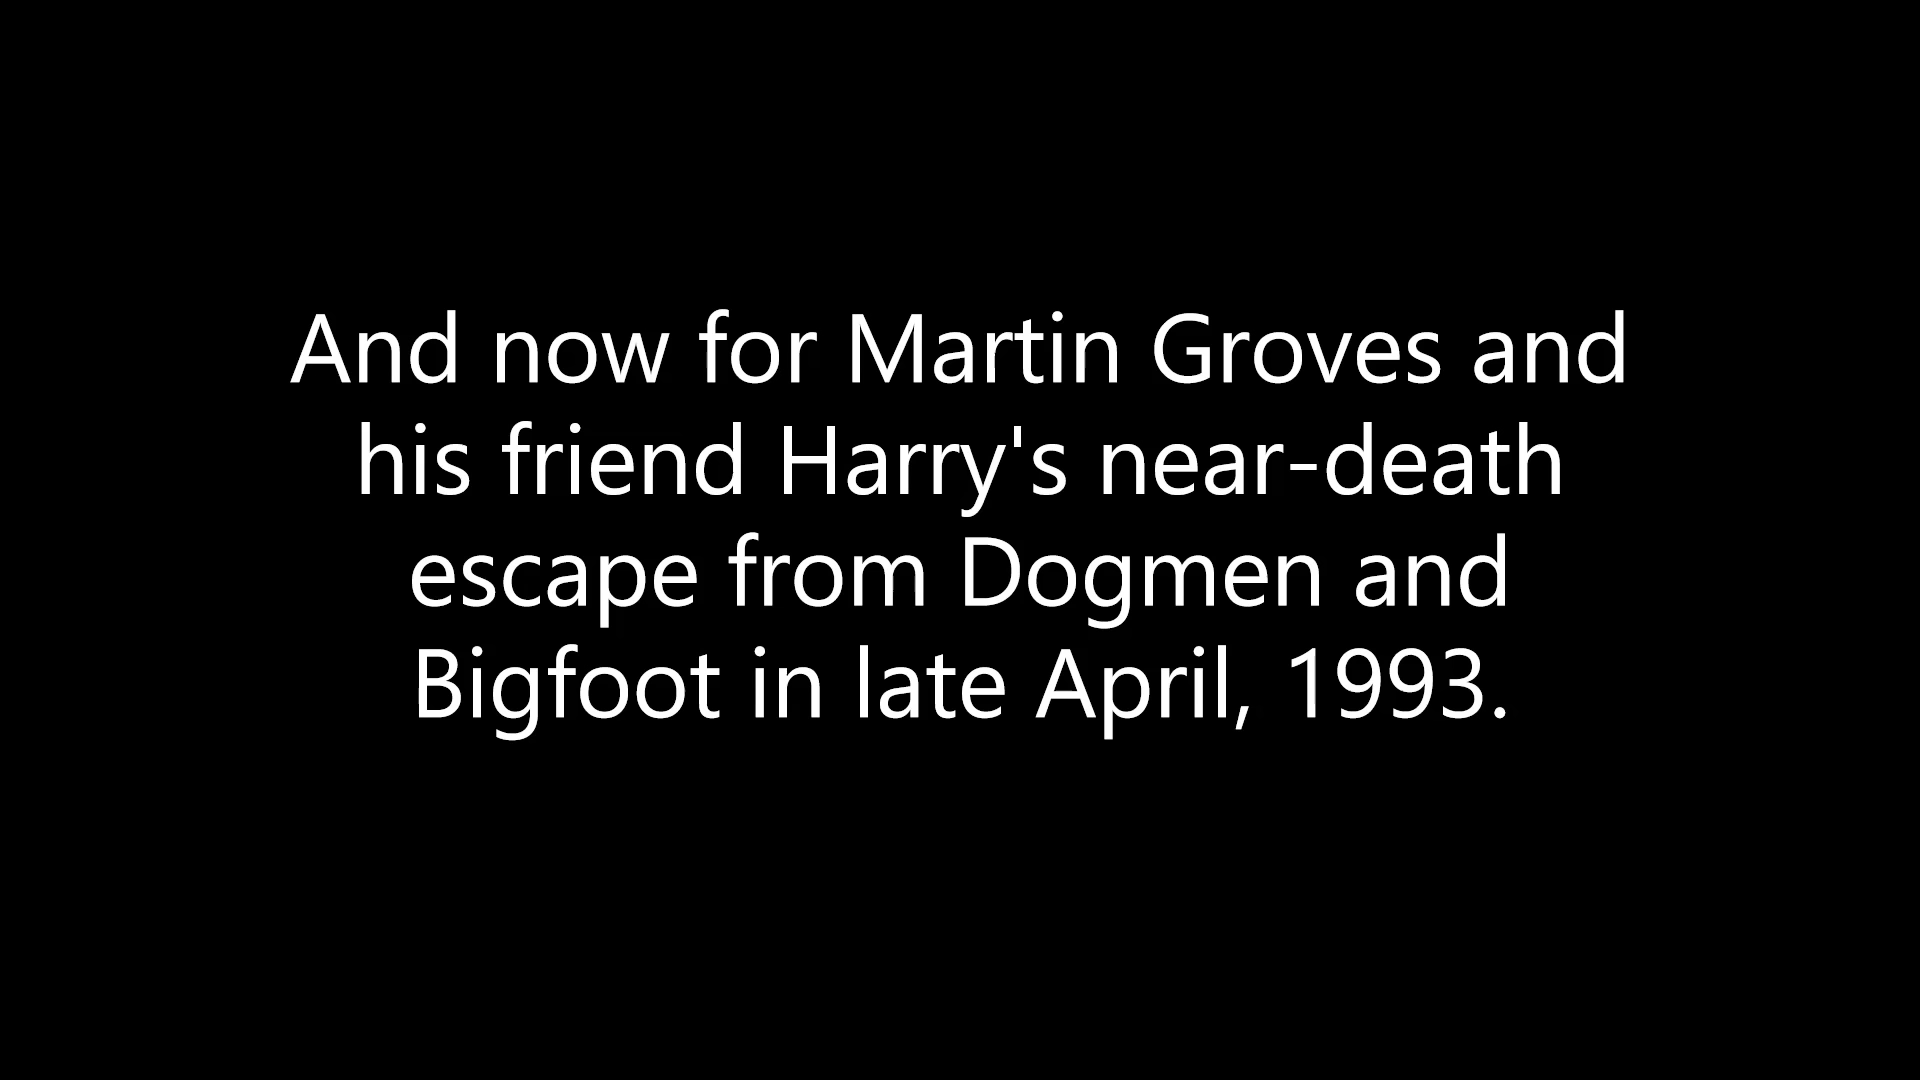 And now for Martin Groves and
his friend Harry's near-death
escape from Dogmen and
Bigfoot in late April, 1993.